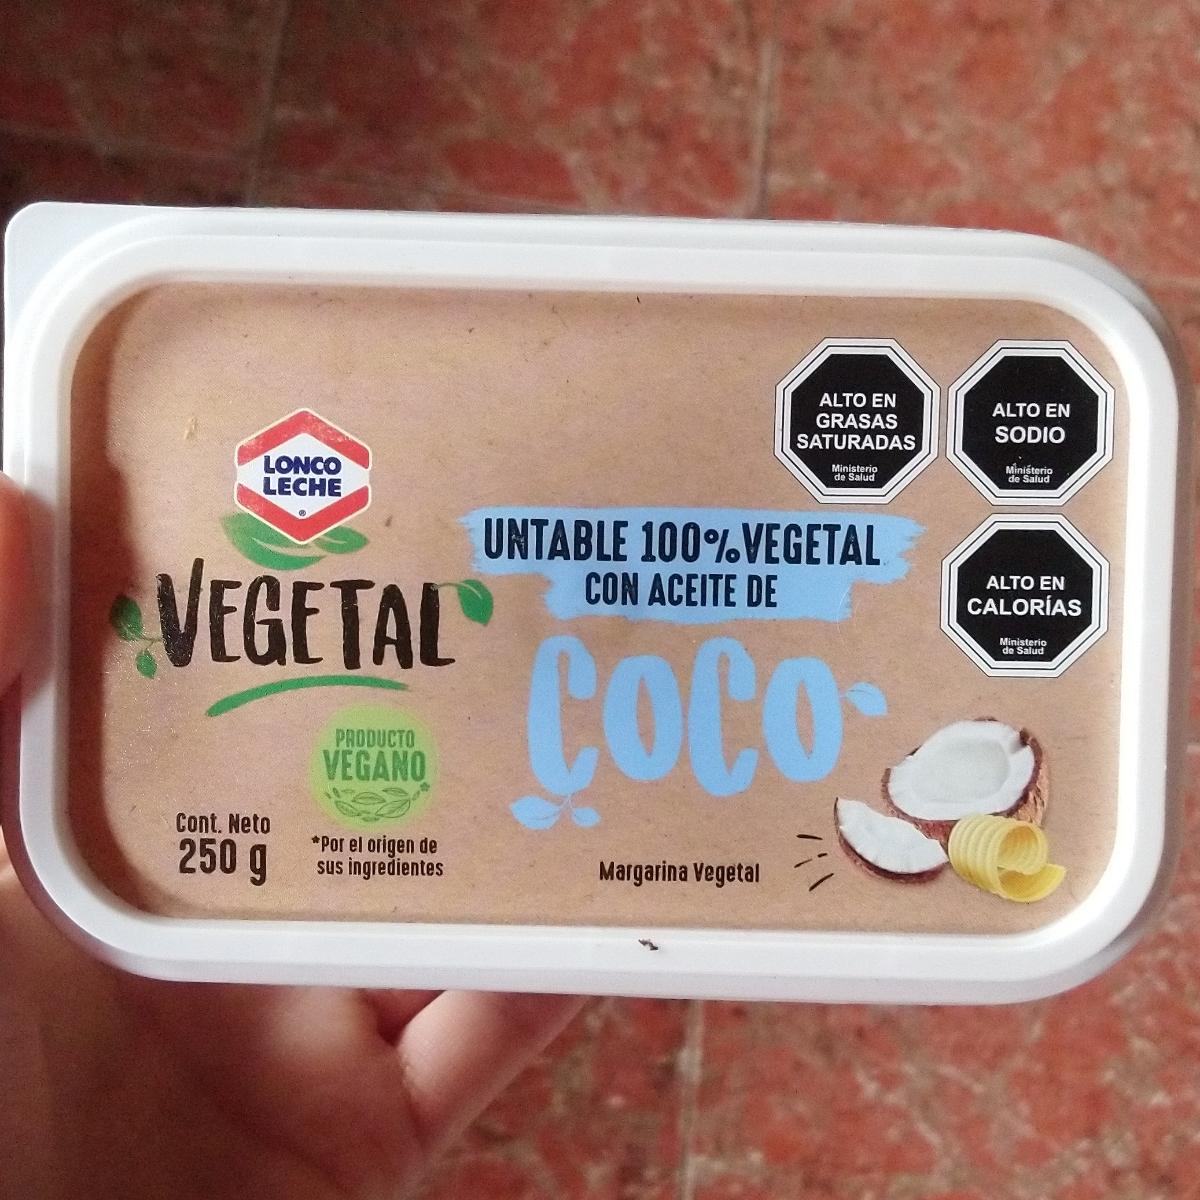 LONCO
LECHE
®
VEGETAL
PRODUCTO
VEGANO
*Por el origen de
sus ingredientes
Cont. Neto
250 g
UNTABLE 100% VEGETAL
CON ACEITE DE
COCO
Margarina Vegetal
ALTO EN
GRASAS
SATURADAS
Ministerio
de Salud
ALTO EN
SODIO
Ministerio
de Salud
ALTO EN
CALORÍAS
Ministerio
de Salud